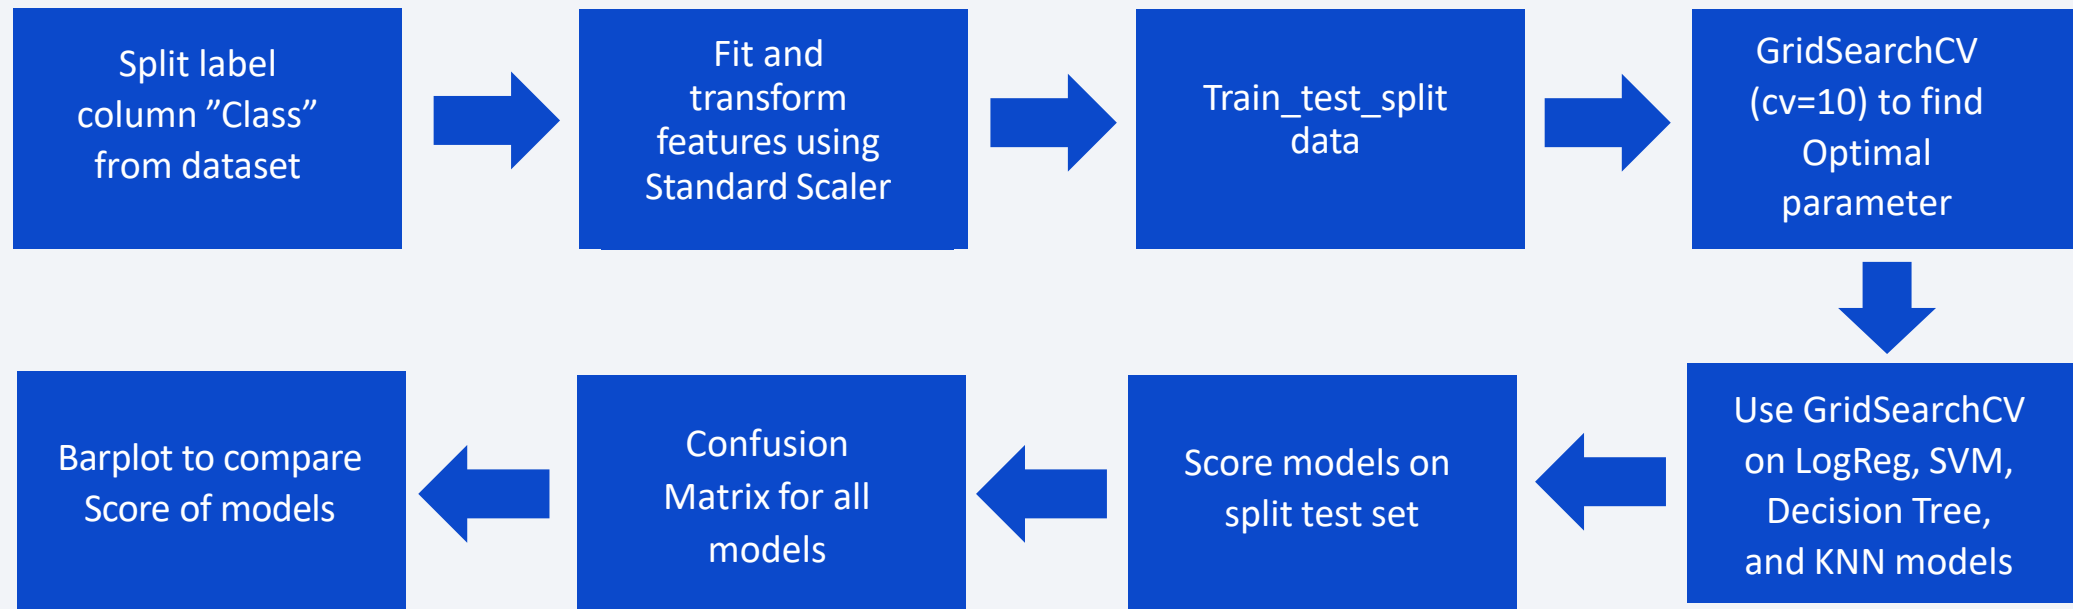 Split label
column ”Class”
from dataset
Fit and
transform
features using
Standard Scaler
Train_test_split
data
GridSearchCV
(cv=10) to find
Optimal
parameter
Use GridSearchCV
on LogReg, SVM,
Decision Tree,
and KNN models
Score models on
split test set
Confusion
Matrix for all
models
Barplot to compare
Score of models